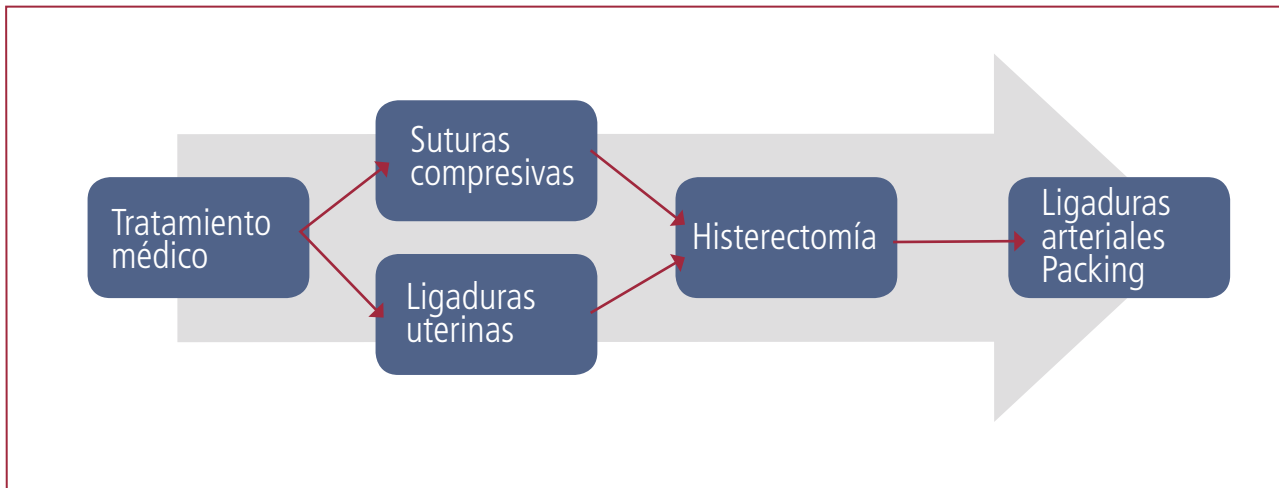 Tratamiento
médico
Suturas
compresivas
Ligaduras
uterinas
Histerectomía
Ligaduras
arteriales
Packing